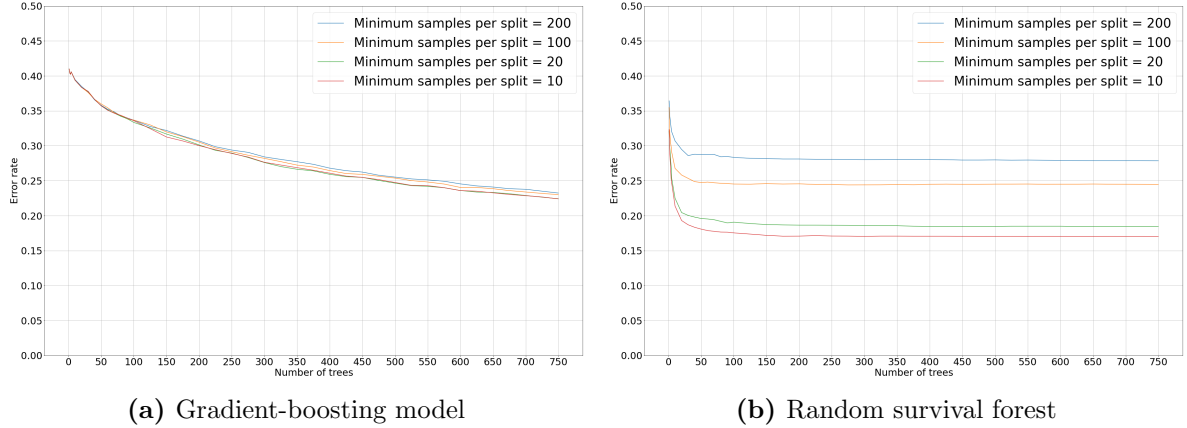 0.50
0.45
0.40
0.35
0.30
0.25
0.20
0.15
0.10
0.05
0.00
Error rate
Minimum samples per split = 200
Minimum samples per split = 100
Minimum samples per split = 20
Minimum samples per split = 10
0 50 100 150 200 250 300 350 400 450 500 550 600 650 700 750
Number of trees
(a) Gradient-boosting model
0.50
0.45
0.40
0.35
0.30
0.25
0.20
0.15
0.10
0.05
0.00
Error rate
Minimum samples per split = 200
Minimum samples per split = 100
Minimum samples per split = 20
Minimum samples per split = 10
0 50 100 150 200 250 300 350 400 450 500 550 600 650 700 750
Number of trees
(b) Random survival forest